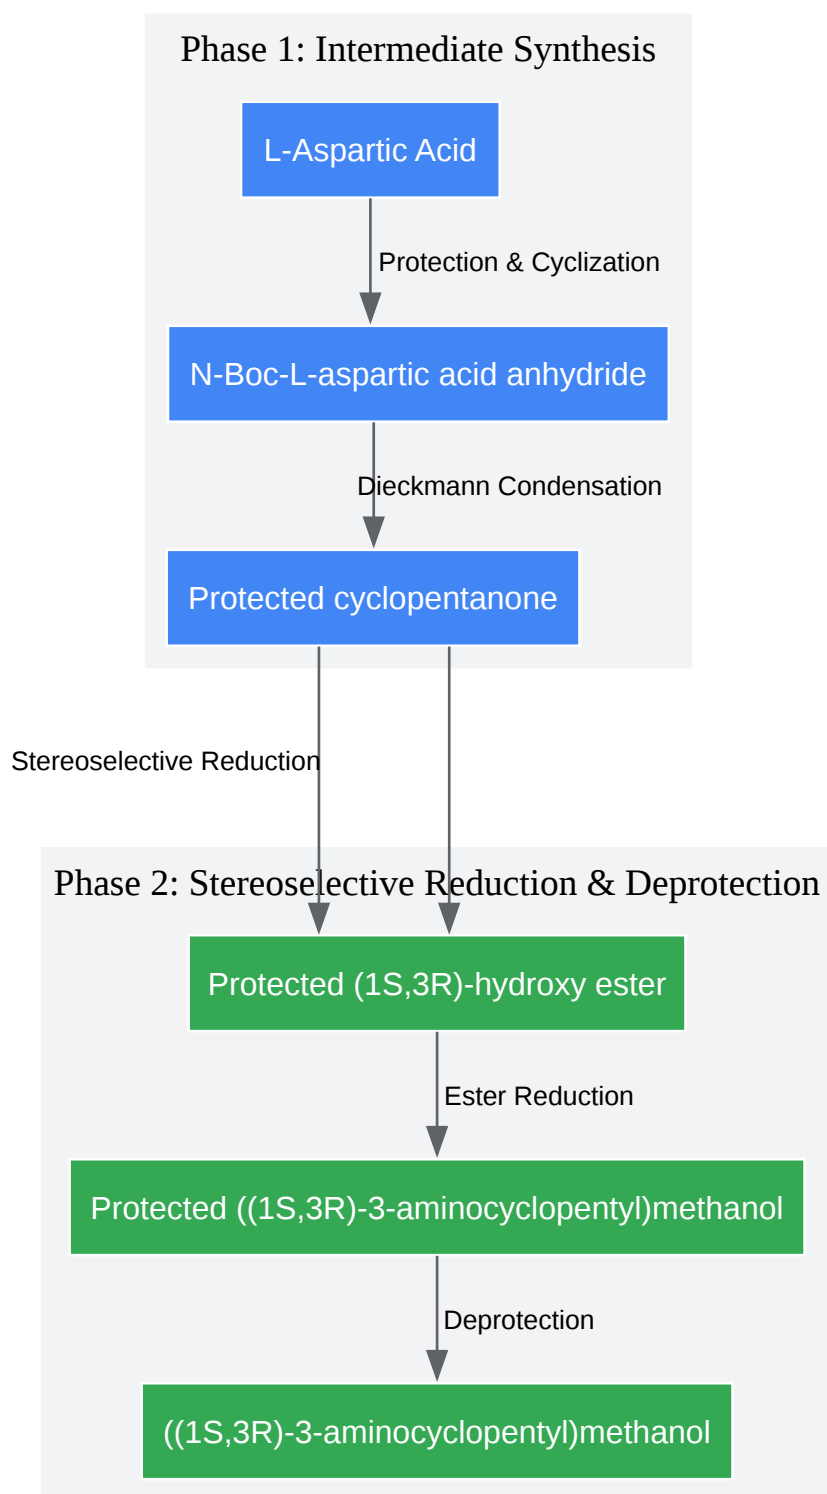 Phase 1: Intermediate Synthesis
L-Aspartic Acid
Protection & Cyclization
N-Boc-L-aspartic acid anhydride
Dieckmann Condensation
Protected cyclopentanone
Stereoselective Reduction
Phase 2: Stereoselective Reduction & Deprotection
Protected (1S,3R)-hydroxy ester
Ester Reduction
Protected ((1S,3R)-3-aminocyclopentyl)methanol
Deprotection
((1S,3R)-3-aminocyclopentyl)methanol